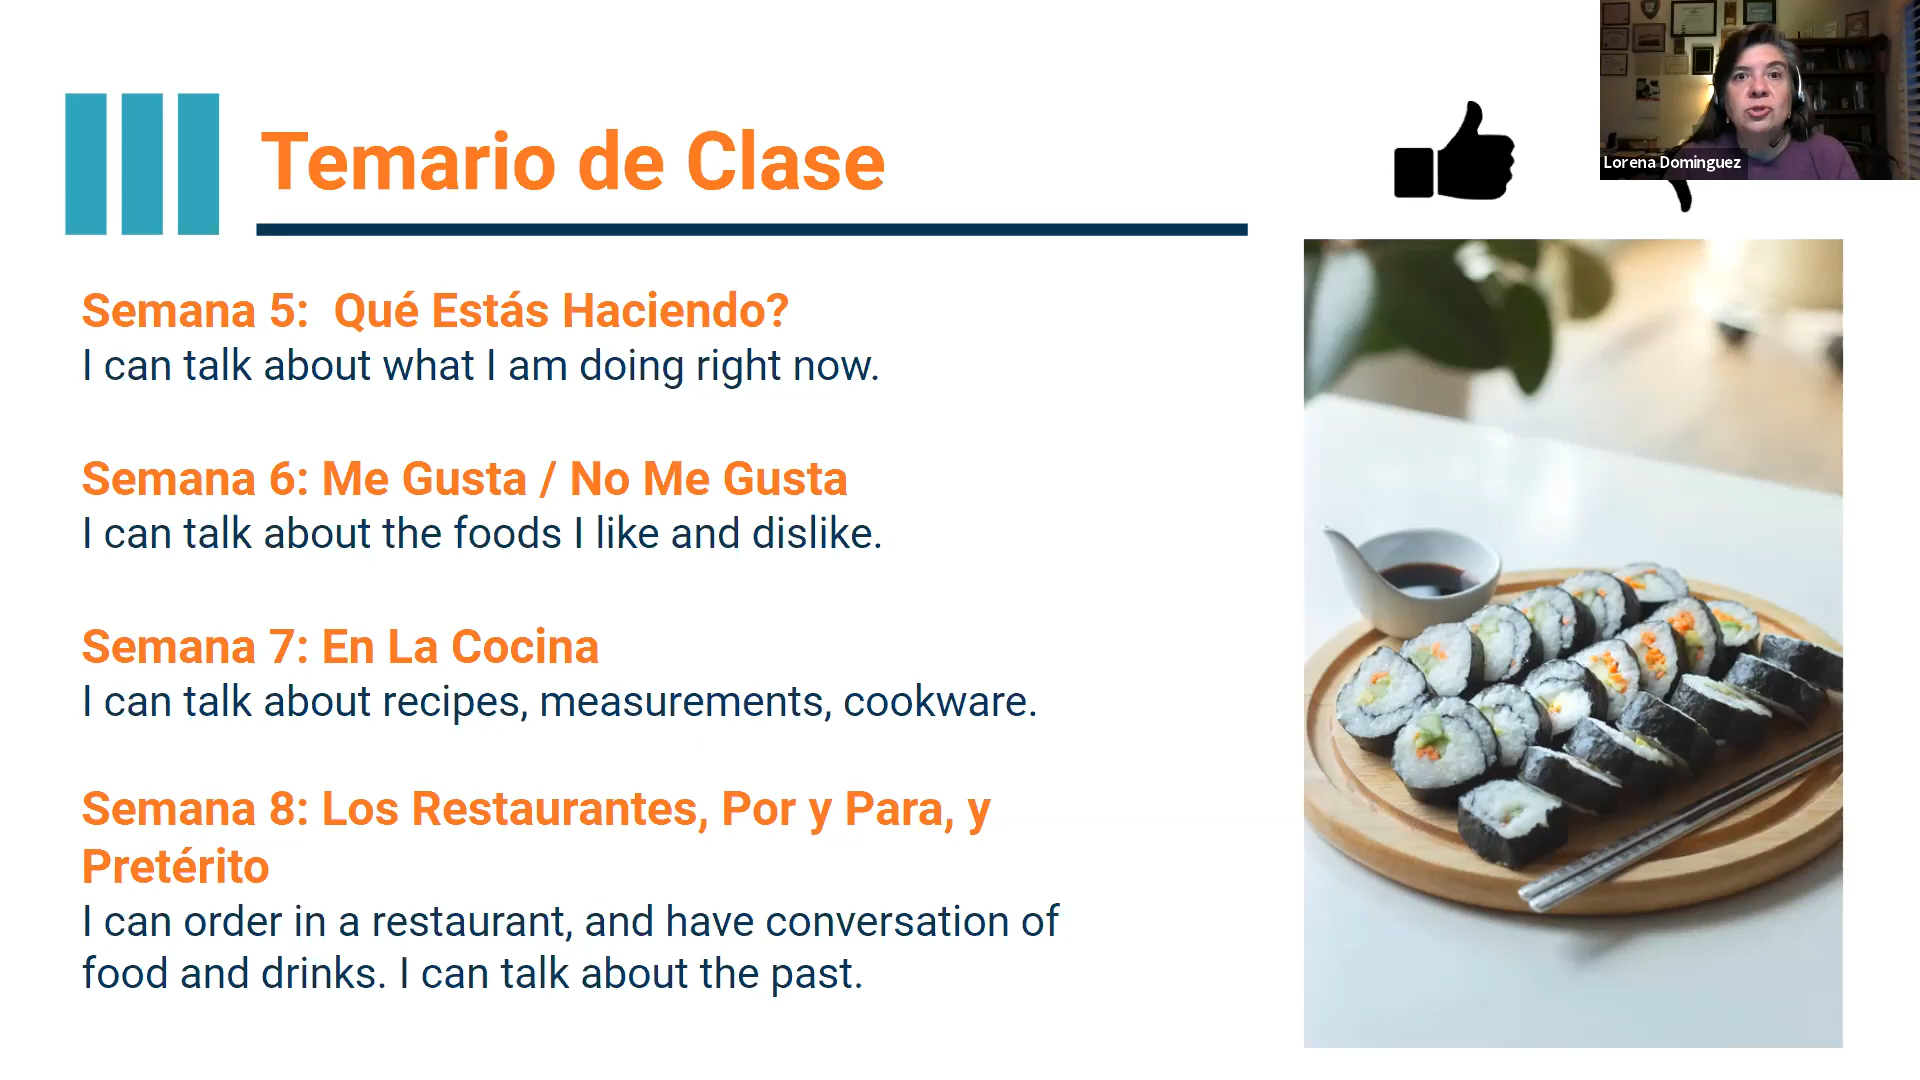 Temario de Clase
Lorena Dominguez
Semana 5: Qué Estás Haciendo?
I can talk about what I am doing right now.
Semana 6: Me Gusta / No Me Gusta
I can talk about the foods I like and dislike.
Semana 7: En La Cocina
I can talk about recipes, measurements, cookware.
Semana 8: Los Restaurantes, Por y Para, y
Pretérito
I can order in a restaurant, and have conversation of
food and drinks. I can talk about the past.